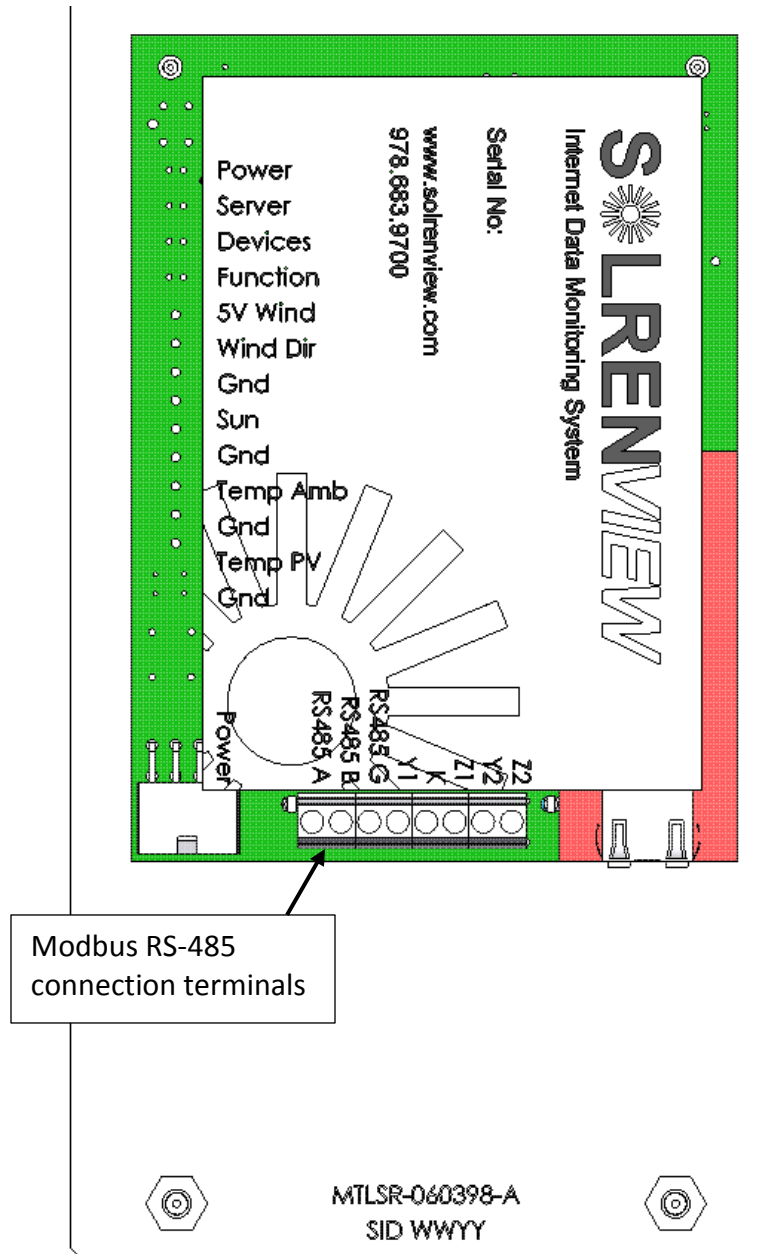 SOLRENVIEW
Internet Data Monitoring System
Serial No:
www.solrenview.com
978.683.9700
Power
Server
Devices
Function
5V Wind
Wind Dir
Gnd
Sun
Gnd
Temp Amb
Gnd
Temp PV
Gnd
Power
RS485 A
RS485 B
RS485 G
Y1
K
Z1
Y2
Z2
Modbus RS-485
connection terminals
MTLSR-060398-A
SID WWYY